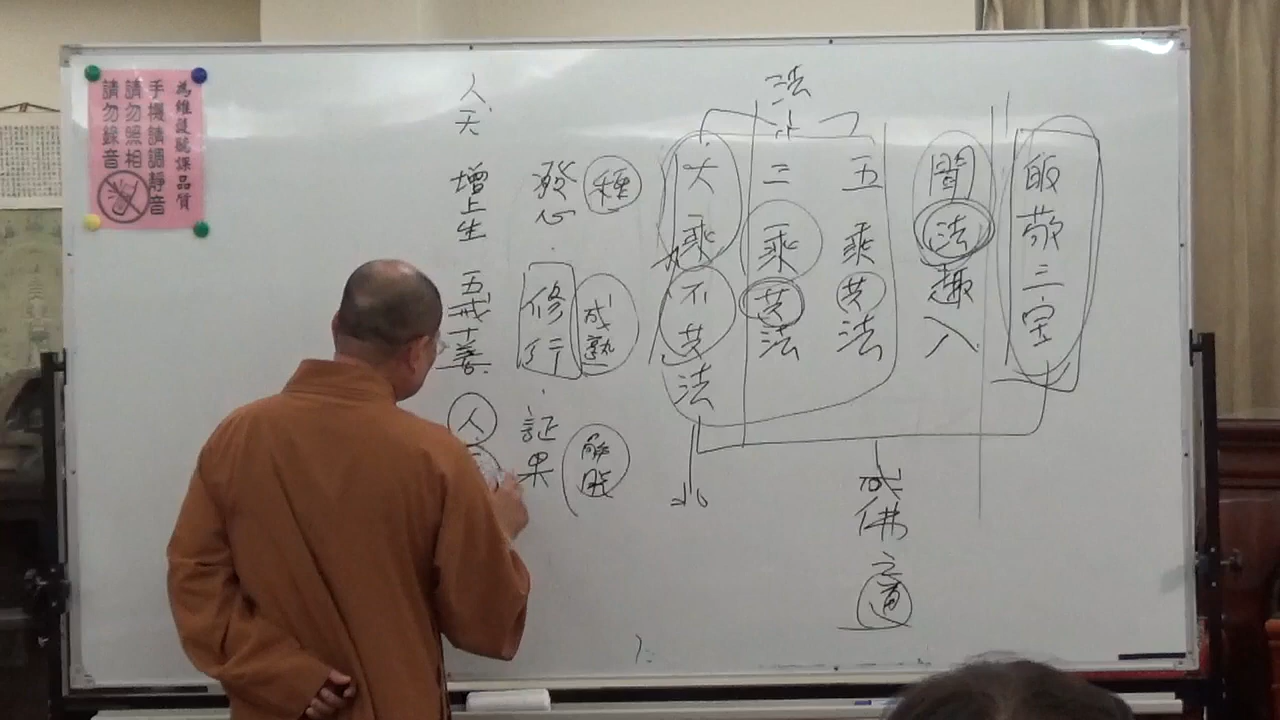 為維護聽課品質
手機請調靜音
請勿照相
請勿錄音
皈敬三宝
聞法趣入
法
五乘共法
三乘共法
大乘不共法
成佛之道
種
成熟
解脫
發心．修行．証果
人天
增上生
五戒十善
人